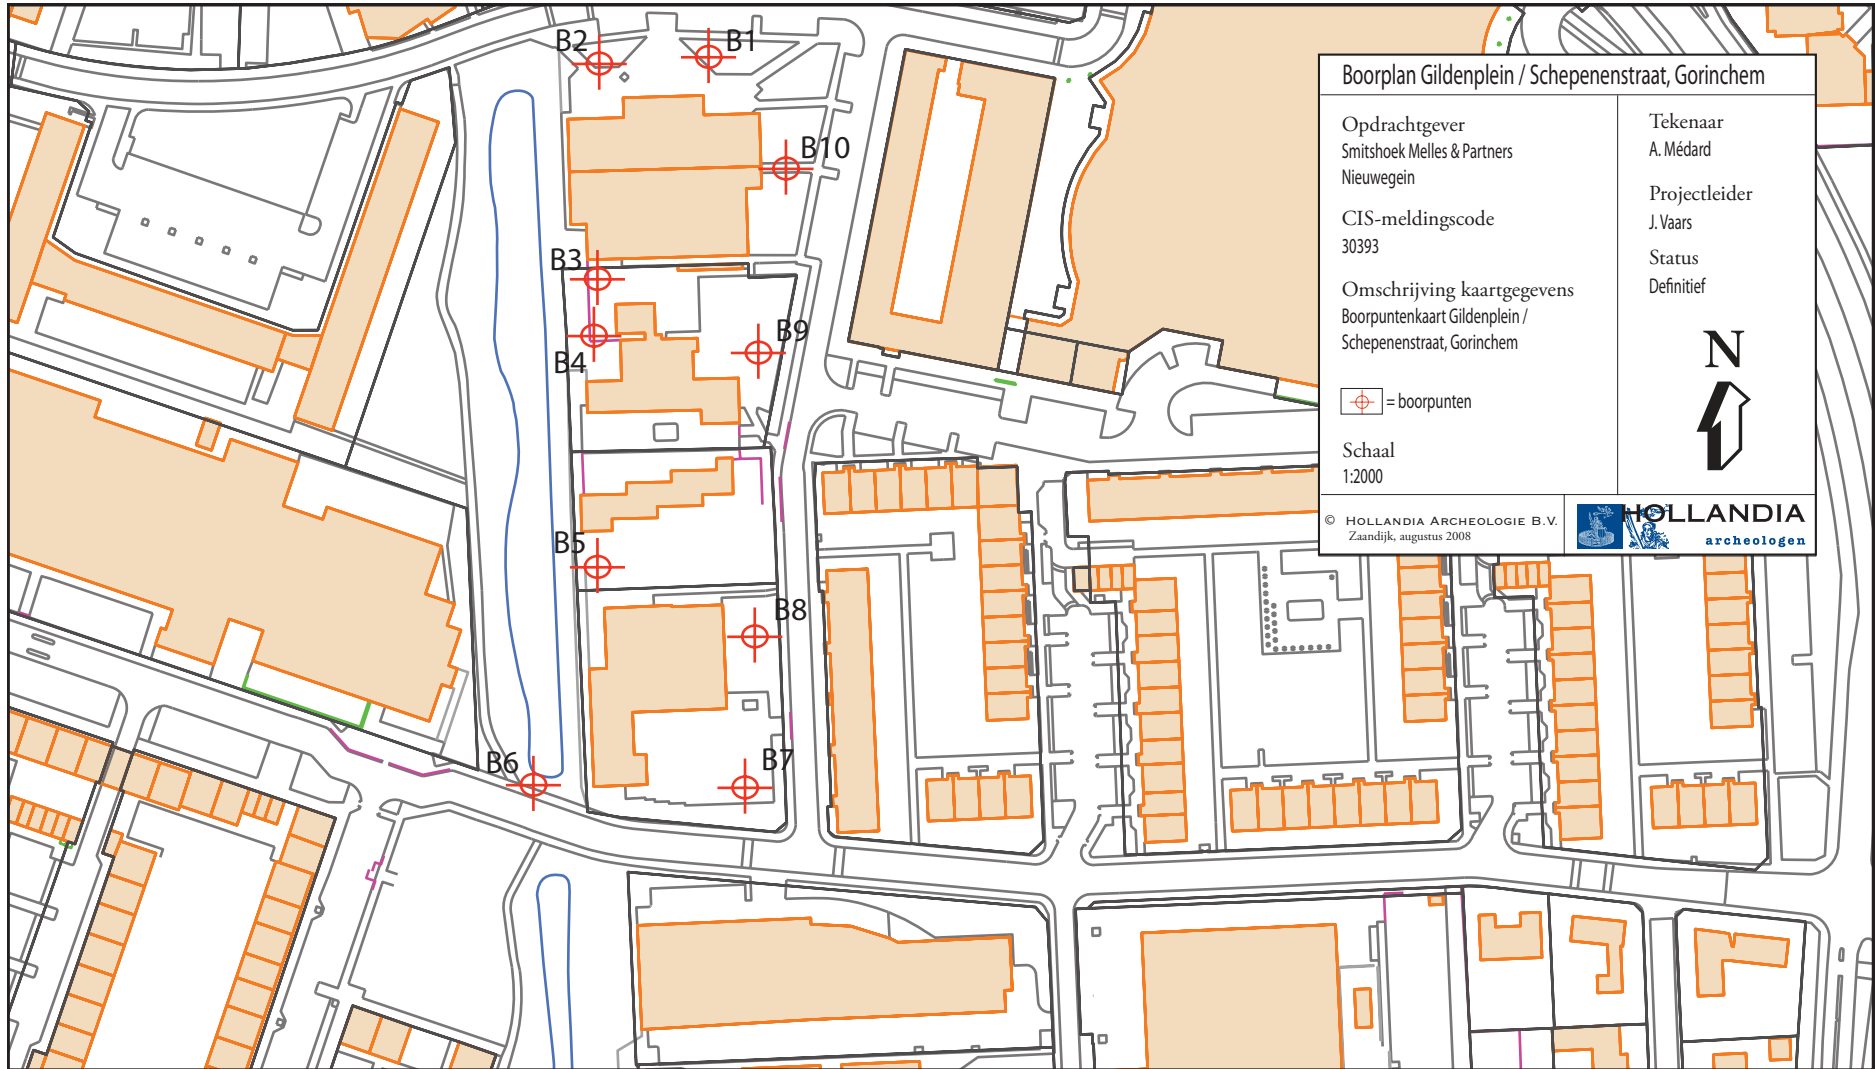 B2
B1
B10
B3
B4
B9
B5
B8
B6
B7
Boorplan Gildenplein / Schepenenstraat, Gorinchem
Opdrachtgever
Smitshoek Melles & Partners
Nieuwegein
CIS-meldingscode
30393
Omschrijving kaartgegevens
Boorpuntenkaart Gildenplein /
Schepenenstraat, Gorinchem
= boorpunten
Schaal
1:2000
Tekenaar
A. Médard
Projectleider
J. Vaars
Status
Definitief
N
© HOLLANDIA ARCHEOLOGIE B.V.
Zaandijk, augustus 2008
HOLLANDIA
archeologen